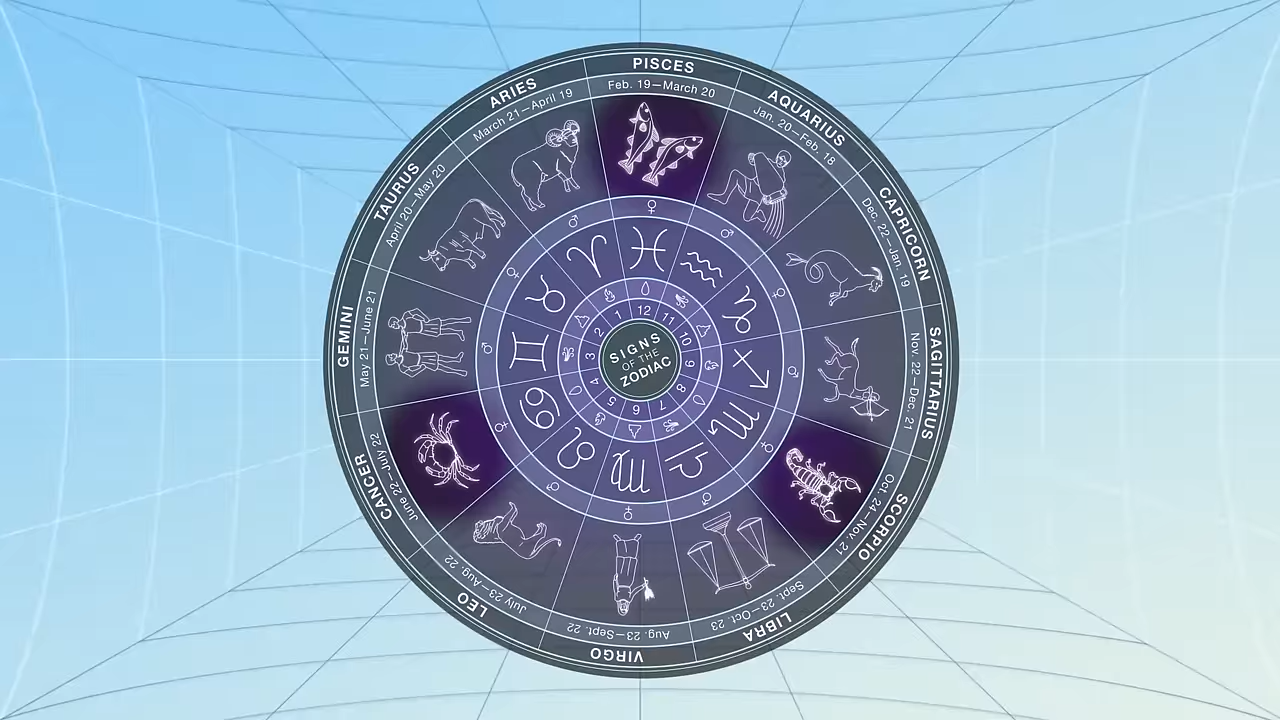 PISCES
Feb. 19–March 20
AQUARIUS
Jan. 20–Feb. 18
CAPRICORN
Dec. 22–Jan. 19
SAGITTARIUS
Nov. 22–Dec. 21
SCORPIO
Oct. 24–Nov. 21
LIBRA
Sept. 23–Oct. 23
VIRGO
Aug. 23–Sept. 22
LEO
July 23–Aug. 22
CANCER
June 22–July 22
GEMINI
May 21–June 21
TAURUS
April 20–May 20
ARIES
March 21–April 19
12
11
10
9
8
7
6
5
4
3
2
1
SIGNS
OF THE
ZODIAC